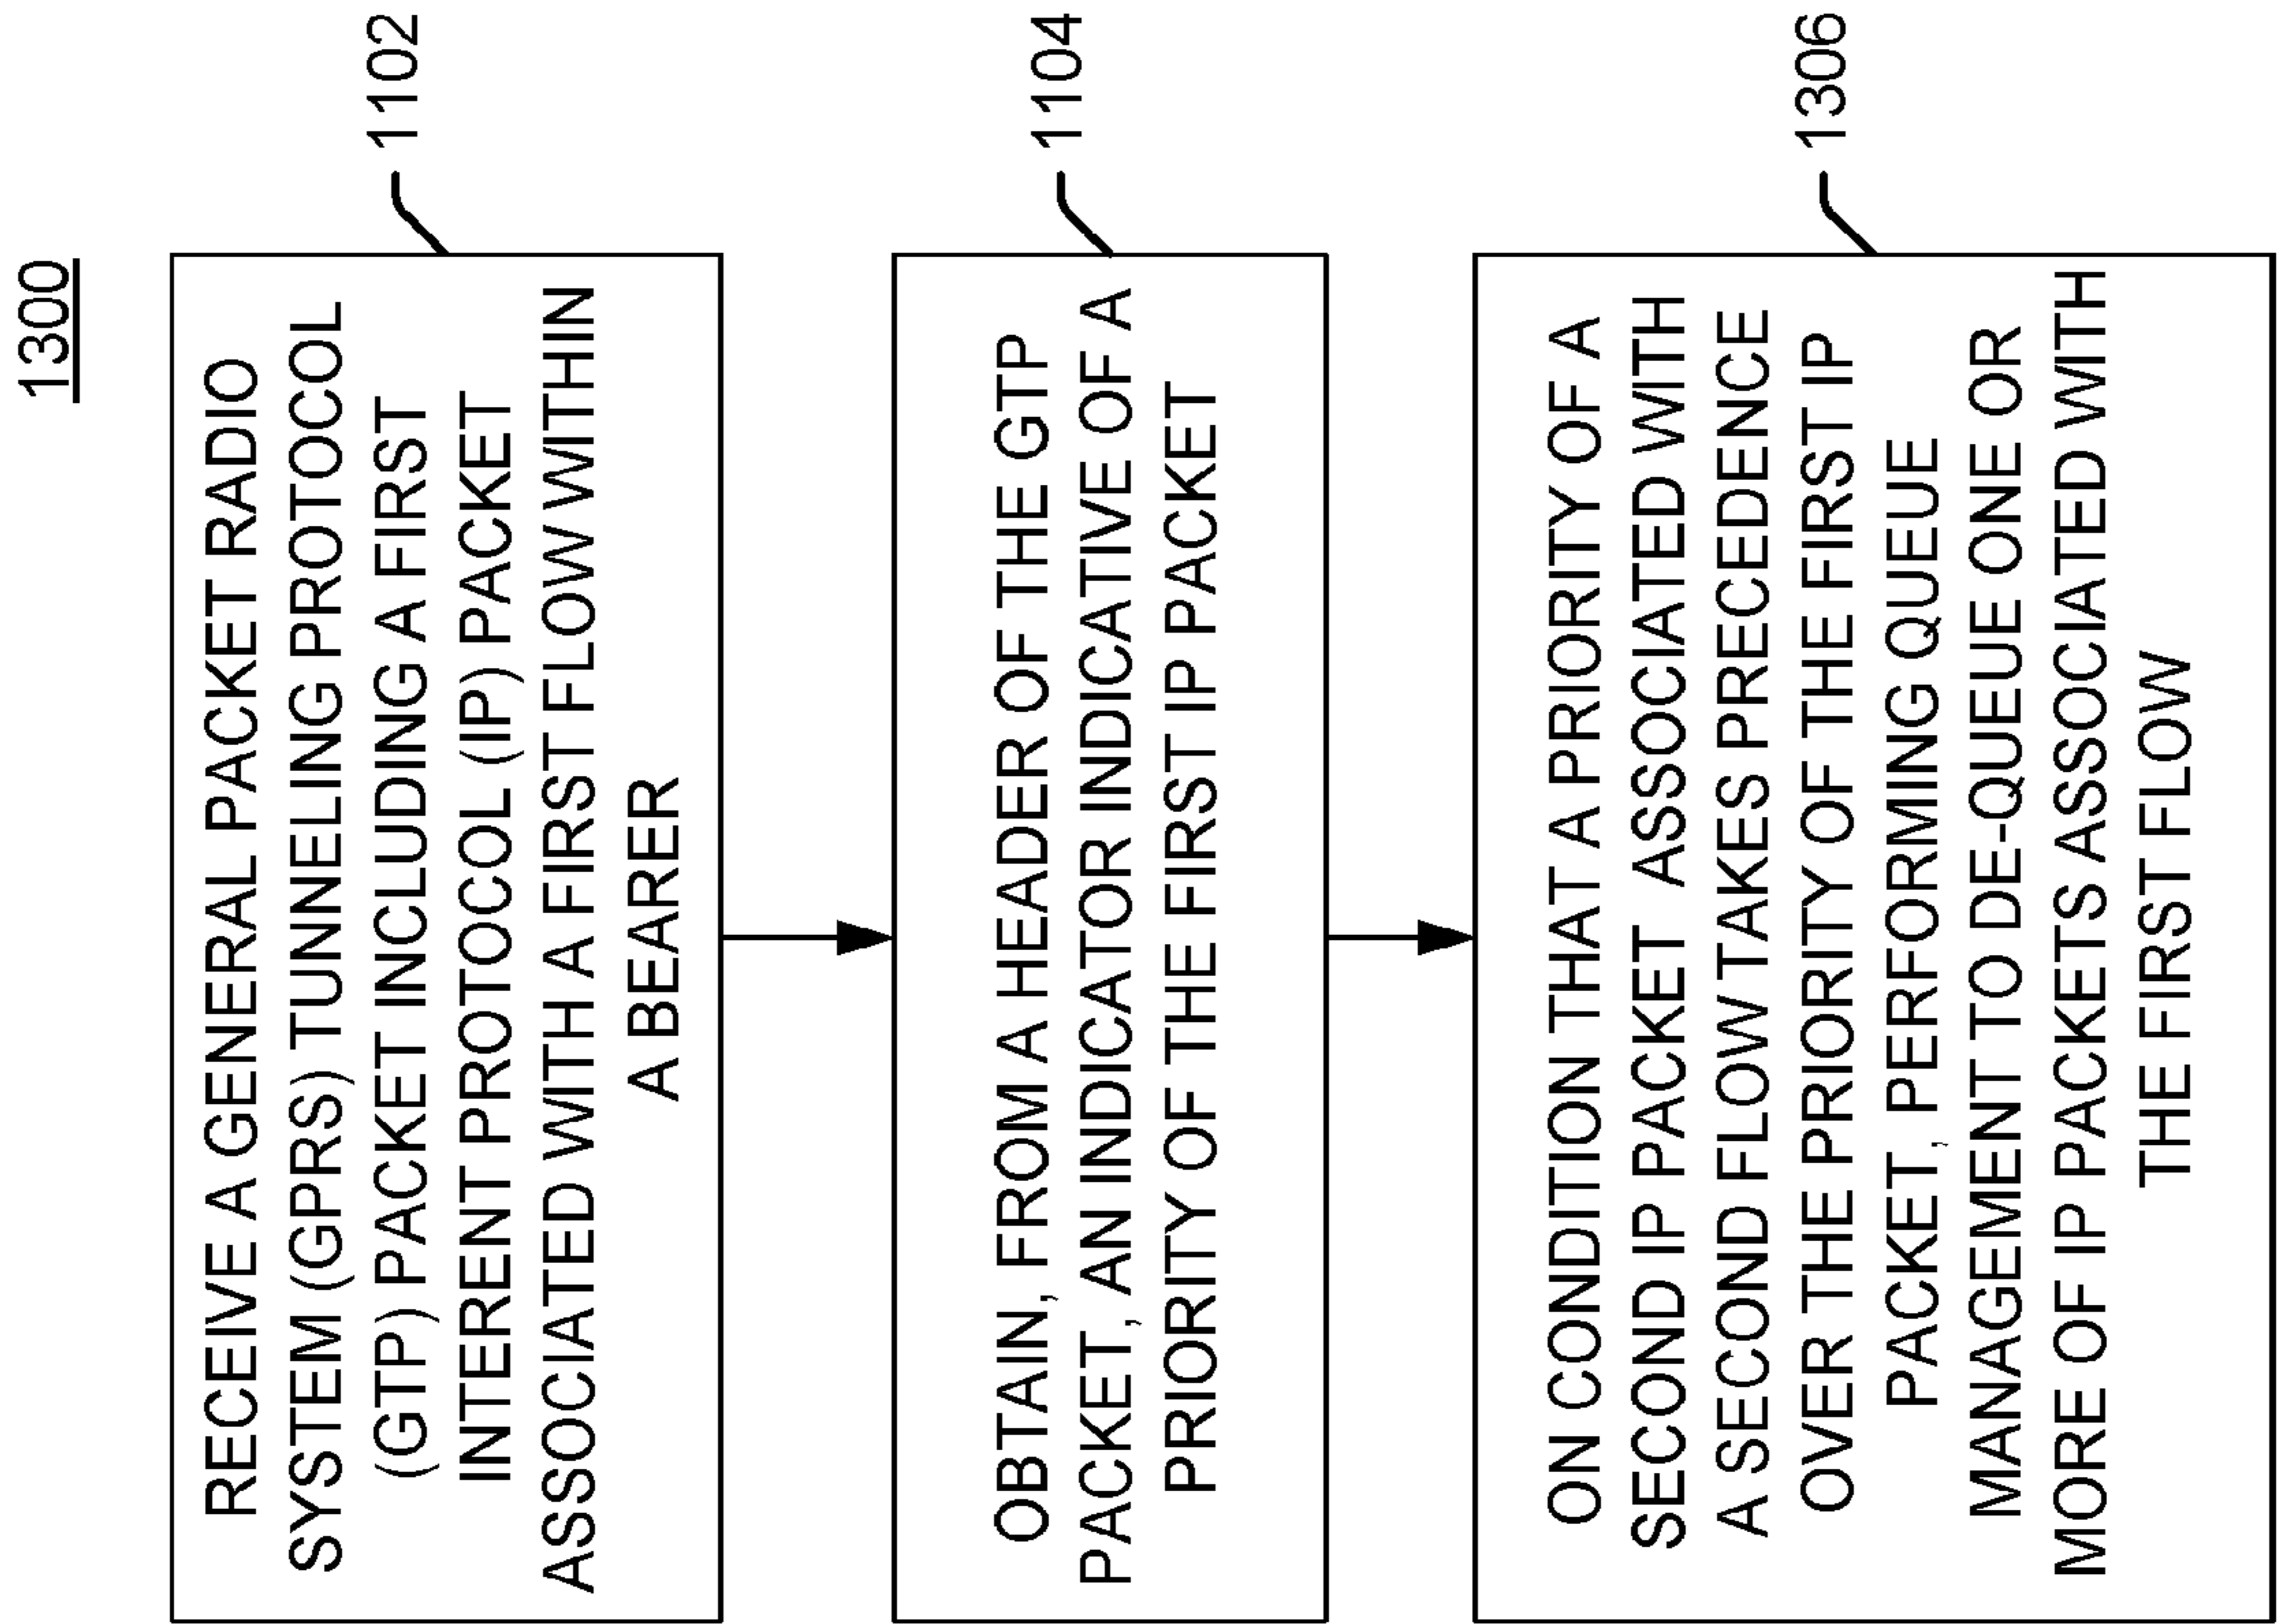 1300
RECEIVE A GENERAL PACKET RADIO
SYSTEM (GPRS) TUNNELING PROTOCOL
(GTP) PACKET INCLUDING A FIRST
INTERENT PROTOCOL (IP) PACKET
ASSOCIATED WITH A FIRST FLOW WITHIN
A BEARER
1102
OBTAIN, FROM A HEADER OF THE GTP
PACKET, AN INDICATOR INDICATIVE OF A
PRIORITY OF THE FIRST IP PACKET
1104
ON CONDITION THAT A PRIORITY OF A
SECOND IP PACKET ASSOCIATED WITH
A SECOND FLOW TAKES PRECEDENCE
OVER THE PRIORITY OF THE FIRST IP
PACKET, PERFORMING QUEUE
MANAGEMENT TO DE-QUEUE ONE OR
MORE OF IP PACKETS ASSOCIATED WITH
THE FIRST FLOW
1306